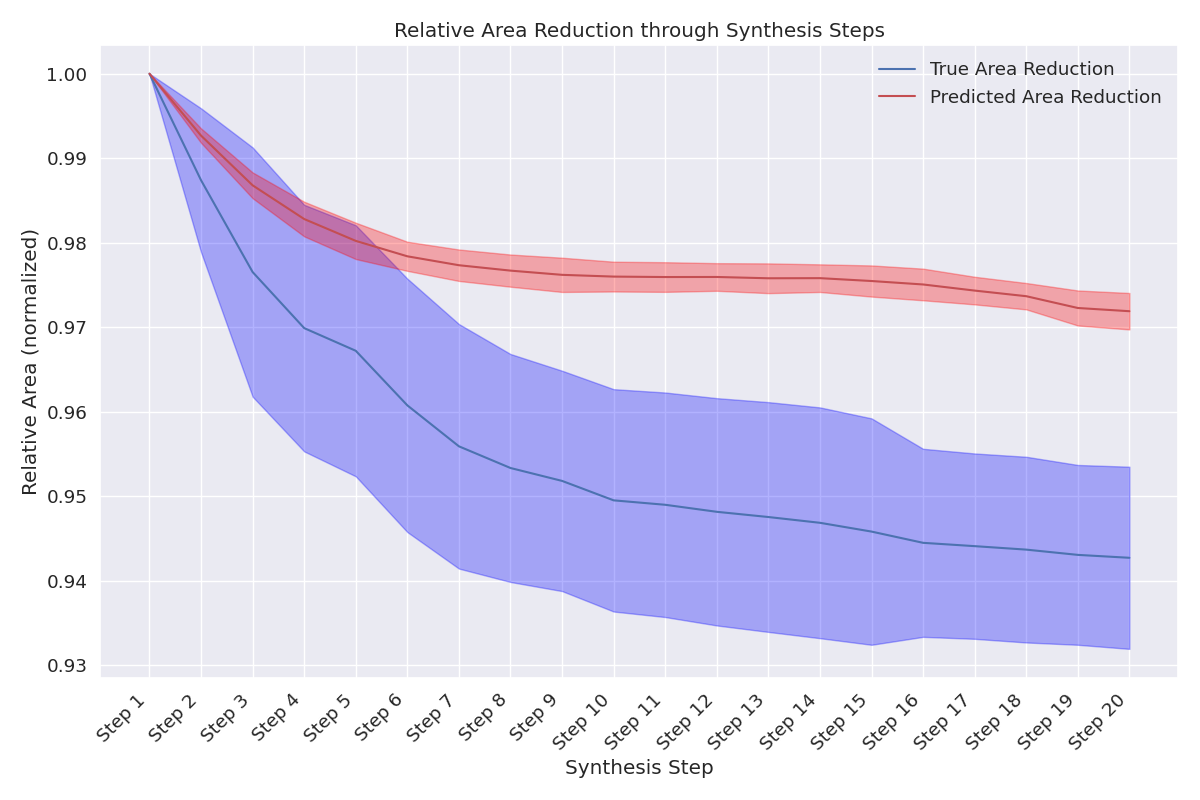 Relative Area Reduction through Synthesis Steps
True Area Reduction
Predicted Area Reduction
Relative Area (normalized)
1.00
0.99
0.98
0.97
0.96
0.95
0.94
0.93
Step 1
Step 2
Step 3
Step 4
Step 5
Step 6
Step 7
Step 8
Step 9
Step 10
Step 11
Step 12
Step 13
Step 14
Step 15
Step 16
Step 17
Step 18
Step 19
Step 20
Synthesis Step